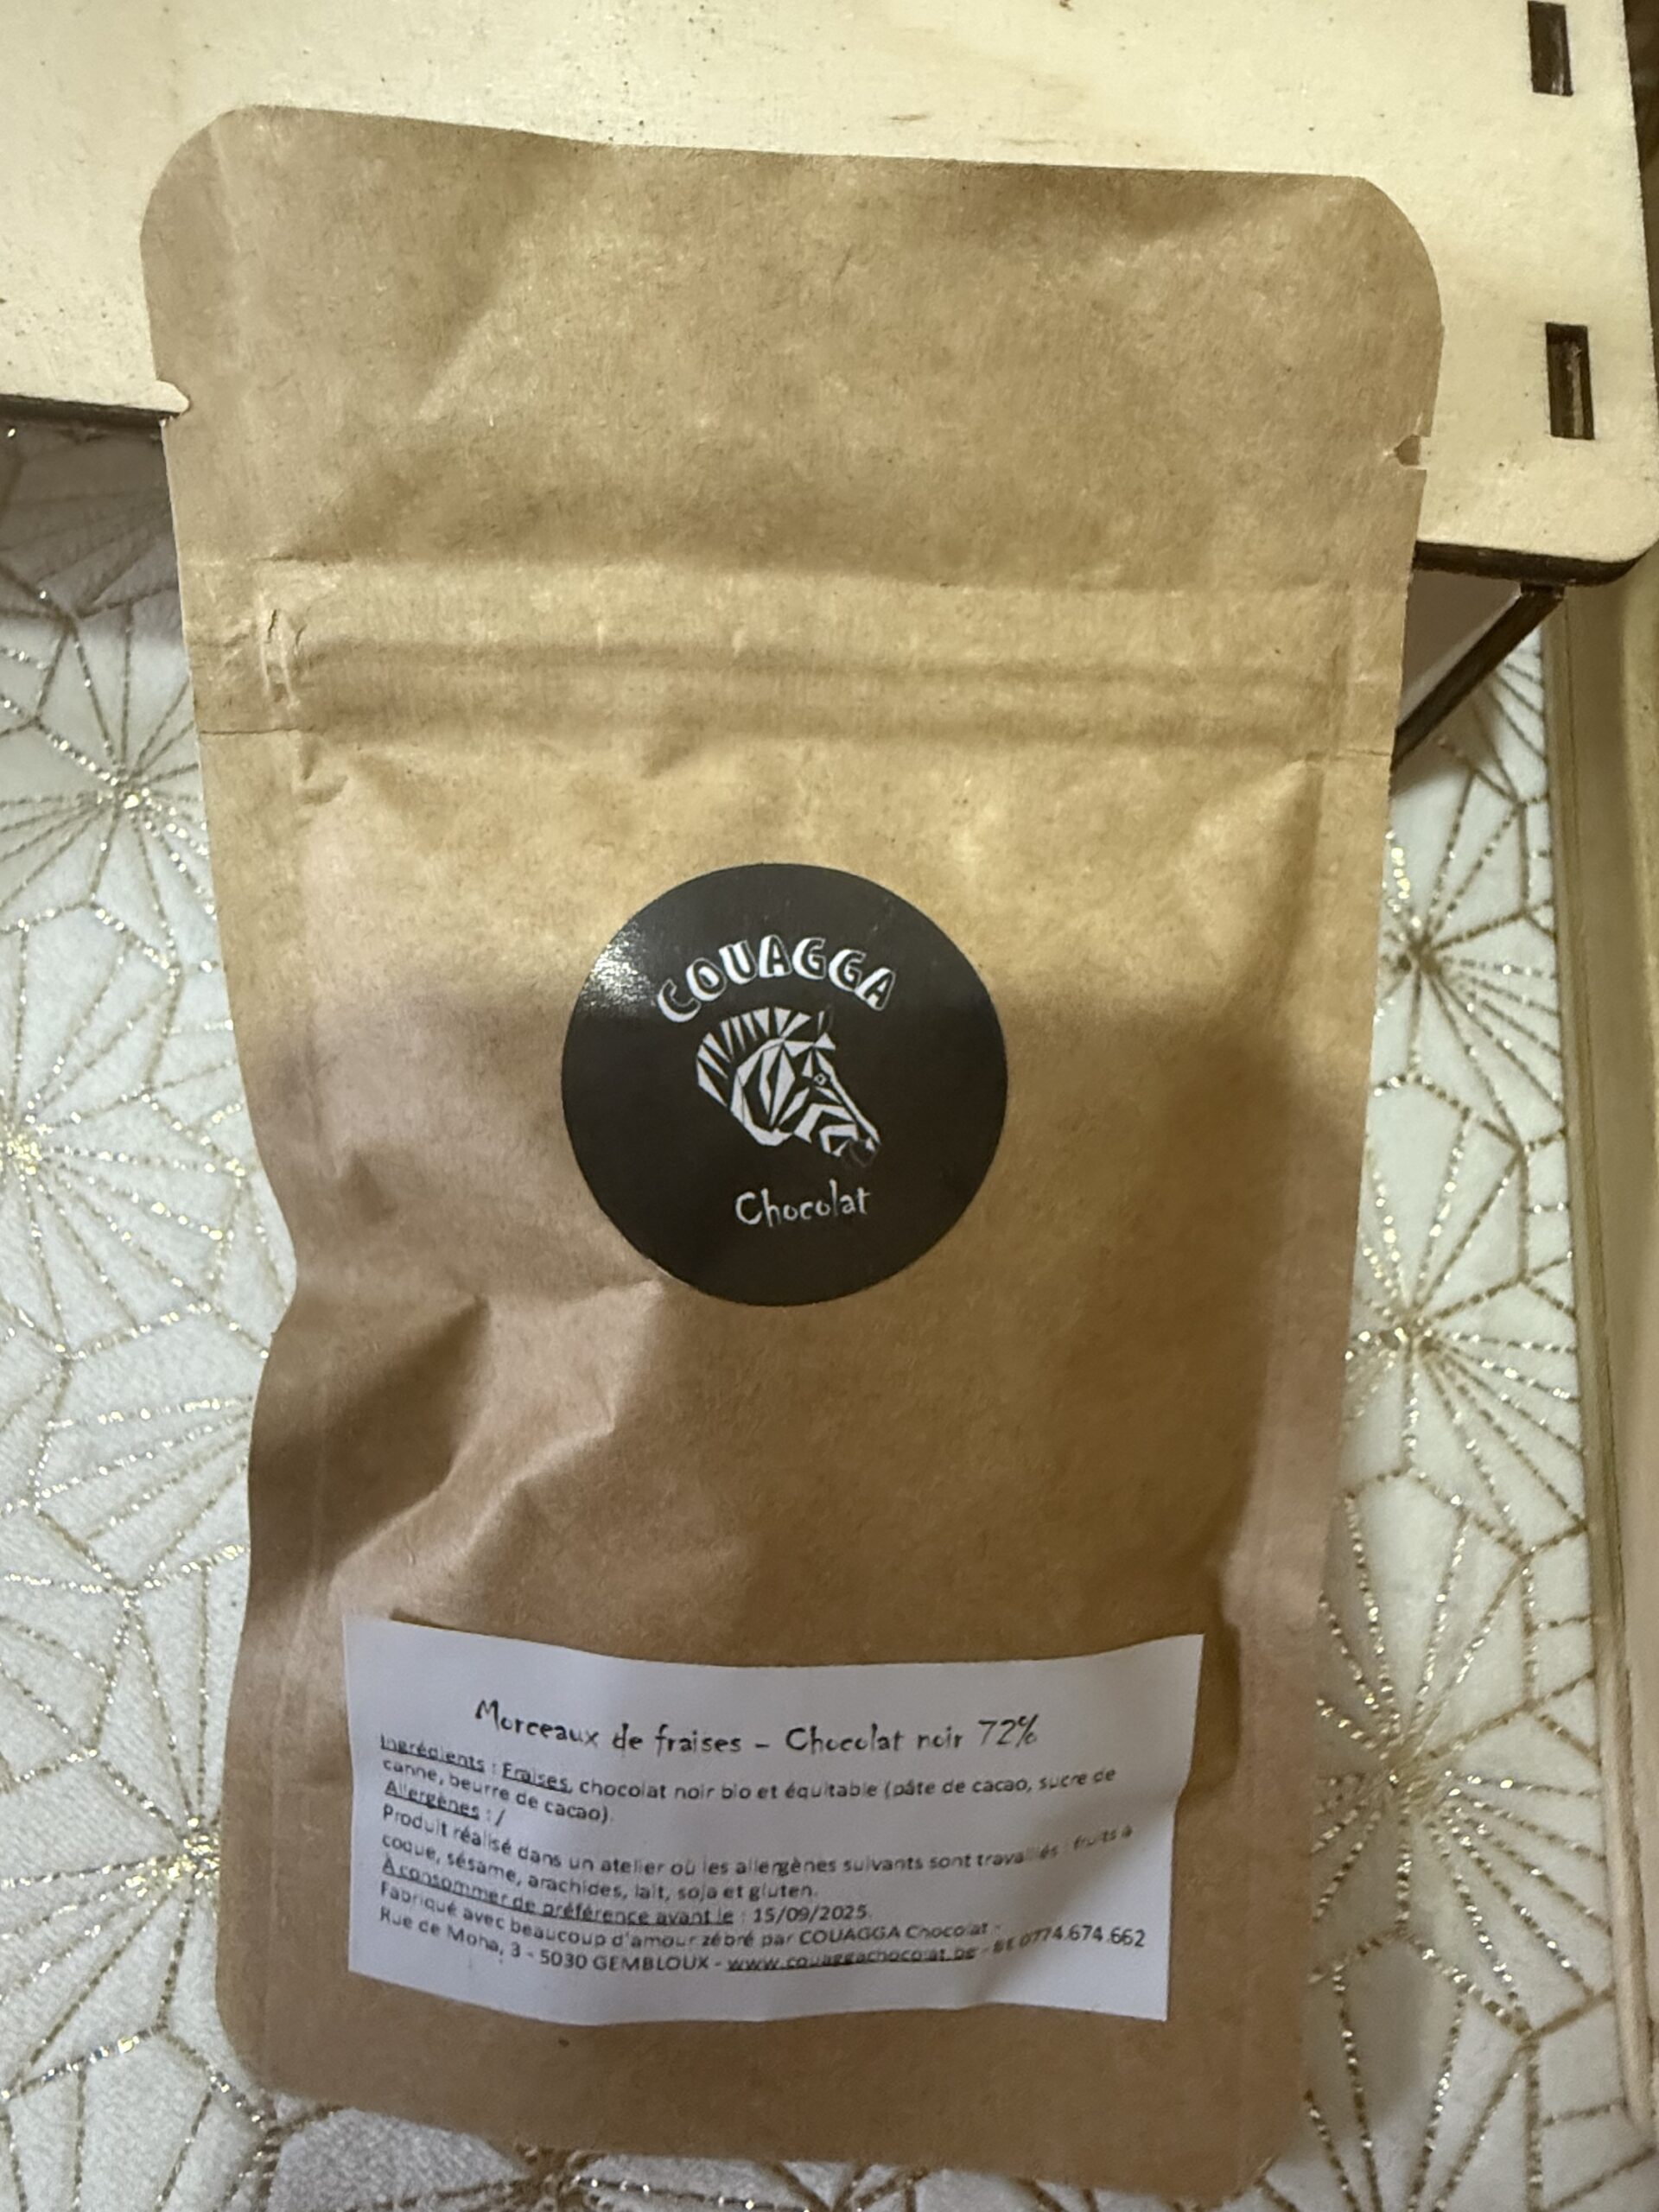 COUAGGA
Chocolat
Morceaux de fraises – Chocolat noir 72%
Ingrédients : Fraises, chocolat noir bio et équitable (pâte de cacao, sucre de
canne, beurre de cacao).
Allergènes : /
Produit réalisé dans un atelier où les allergènes suivants sont travaillés : fruits à
coque, sésame, arachides, lait, soja et gluten.
À consommer de préférence avant le : 15/09/2025.
Fabriqué avec beaucoup d'amour zébré par COUAGGA Chocolat -
Rue de Moha, 3 - 5030 GEMBLOUX - www.couaggachocolat.be - BE 0774.674.662